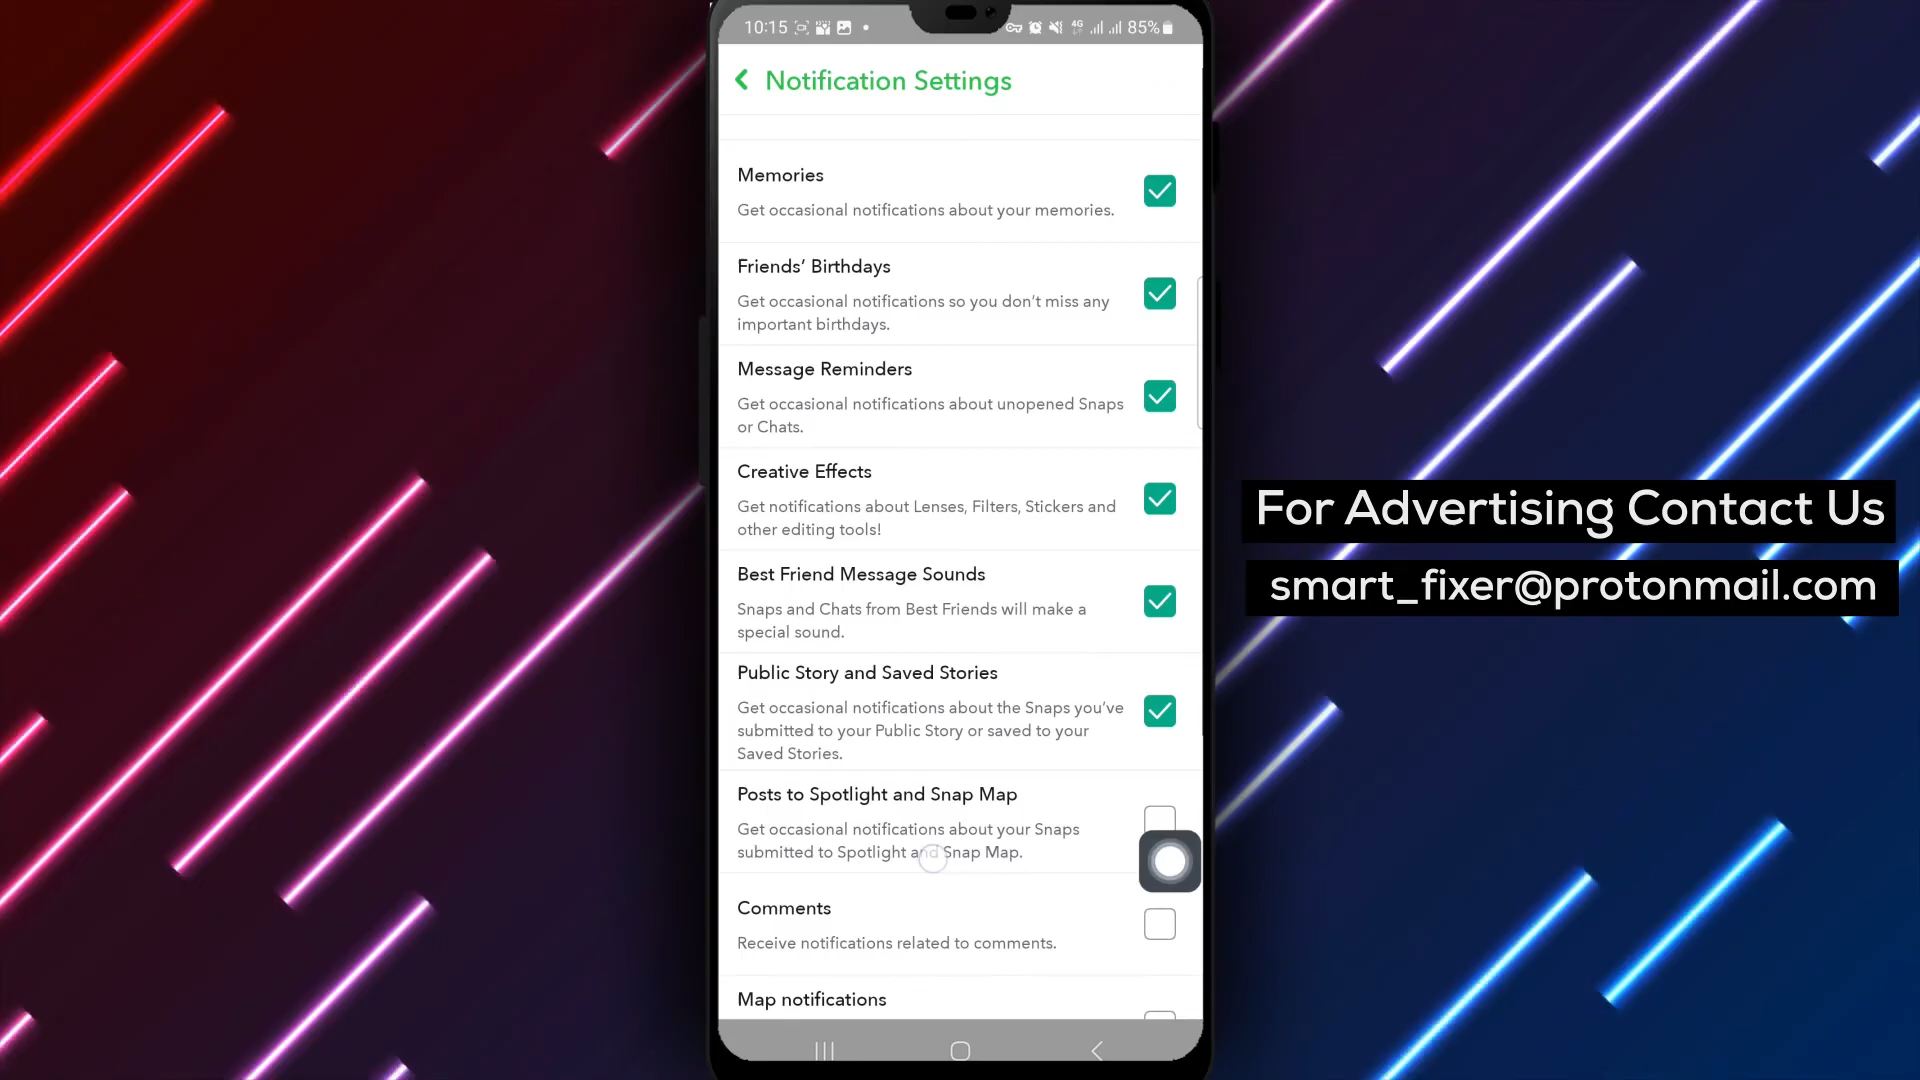 10:15
4G
85%
Notification Settings
Memories
Get occasional notifications about your memories.
Friends’ Birthdays
Get occasional notifications so you don’t miss any
important birthdays.
Message Reminders
Get occasional notifications about unopened Snaps
or Chats.
Creative Effects
Get notifications about Lenses, Filters, Stickers and
other editing tools!
Best Friend Message Sounds
Snaps and Chats from Best Friends will make a
special sound.
Public Story and Saved Stories
Get occasional notifications about the Snaps you’ve
submitted to your Public Story or saved to your
Saved Stories.
Posts to Spotlight and Snap Map
Get occasional notifications about your Snaps
submitted to Spotlight and Snap Map.
Comments
Receive notifications related to comments.
Map notifications
For Advertising Contact Us
smart_fixer@protonmail.com